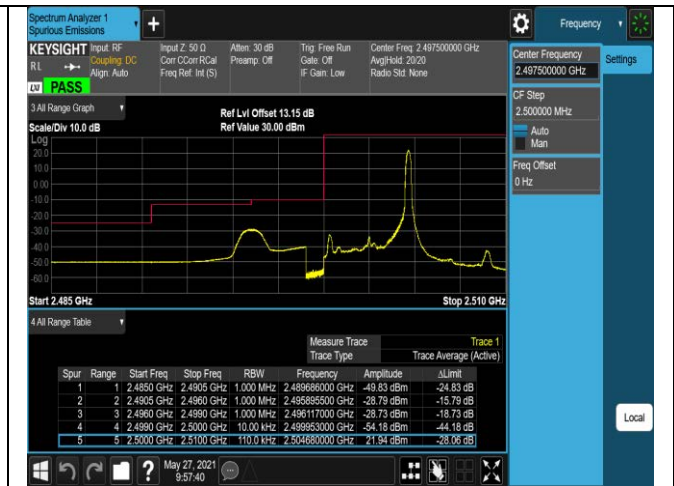 Spectrum Analyzer 1
Spurious Emissions
Frequency
KEYSIGHT Input: RF Input Z: 50 Ω Atten: 30 dB Trig: Free Run Center Freq: 2.497500000 GHz
RL Coupling: DC Corr CCorr RCal Preamp: Off Gate: Off Avg|Hold: 20/20
Align: Auto Freq Ref: Int (S) IF Gain: Low Radio Std: None
LXI PASS
Center Frequency
2.497500000 GHz
Settings
CF Step
2.500000 MHz
Auto
Man
Freq Offset
0 Hz
3 All Range Graph
Ref Lvl Offset 13.15 dB
Scale/Div 10.0 dB Ref Value 30.00 dBm
Log
20.0
10.0
0.00
-10.0
-20.0
-30.0
-40.0
-50.0
-60.0
Start 2.485 GHz Stop 2.510 GHz
4 All Range Table
Measure Trace Trace 1
Trace Type Trace Average (Active)
Spur Range Start Freq Stop Freq RBW Frequency Amplitude ΔLimit
1 1 2.4850 GHz 2.4905 GHz 1.000 MHz 2.489686000 GHz -49.83 dBm -24.83 dB
2 2 2.4905 GHz 2.4960 GHz 1.000 MHz 2.495895500 GHz -28.79 dBm -15.79 dB
3 3 2.4960 GHz 2.4990 GHz 1.000 MHz 2.496117000 GHz -28.73 dBm -18.73 dB
4 4 2.4990 GHz 2.5000 GHz 10.00 kHz 2.499953000 GHz -54.18 dBm -44.18 dB
5 5 2.5000 GHz 2.5100 GHz 110.0 kHz 2.504680000 GHz 21.94 dBm -28.06 dB
Local
May 27, 2021
9:57:40